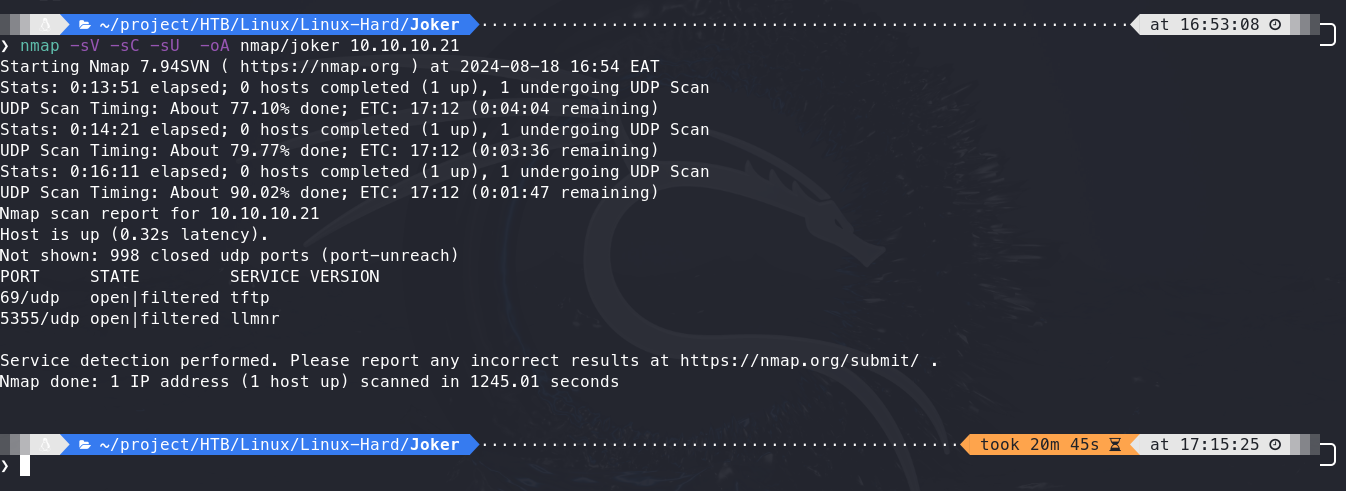 ~/project/HTB/Linux/Linux-Hard/Joker at 16:53:08
❯ nmap -sV -sC -sU  -oA nmap/joker 10.10.10.21
Starting Nmap 7.94SVN ( https://nmap.org ) at 2024-08-18 16:54 EAT
Stats: 0:13:51 elapsed; 0 hosts completed (1 up), 1 undergoing UDP Scan
UDP Scan Timing: About 77.10% done; ETC: 17:12 (0:04:04 remaining)
Stats: 0:14:21 elapsed; 0 hosts completed (1 up), 1 undergoing UDP Scan
UDP Scan Timing: About 79.77% done; ETC: 17:12 (0:03:36 remaining)
Stats: 0:16:11 elapsed; 0 hosts completed (1 up), 1 undergoing UDP Scan
UDP Scan Timing: About 90.02% done; ETC: 17:12 (0:01:47 remaining)
Nmap scan report for 10.10.10.21
Host is up (0.32s latency).
Not shown: 998 closed udp ports (port-unreach)
PORT     STATE         SERVICE VERSION
69/udp   open|filtered tftp
5355/udp open|filtered llmnr
Service detection performed. Please report any incorrect results at https://nmap.org/submit/ .
Nmap done: 1 IP address (1 host up) scanned in 1245.01 seconds
~/project/HTB/Linux/Linux-Hard/Joker took 20m 45s at 17:15:25
❯